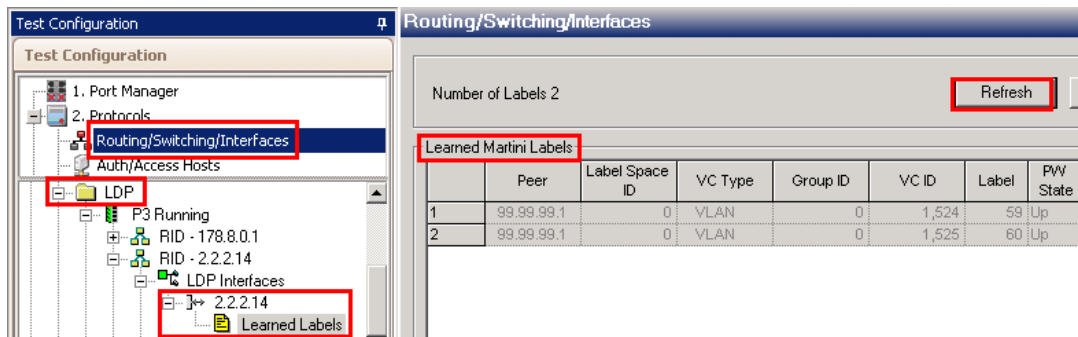 Test Configuration
Test Configuration
1. Port Manager
2. Protocols
Routing/Switching/Interfaces
Auth/Access Hosts
LDP
P3 Running
RID - 178.8.0.1
RID - 2.2.2.14
LDP Interfaces
2.2.2.14
Learned Labels
Routing/Switching/Interfaces
Number of Labels 2
Refresh
Learned Martini Labels
Peer Label Space ID VC Type Group ID VC ID Label PW State
1 99.99.99.1 0 VLAN 0 1,524 59 Up
2 99.99.99.1 0 VLAN 0 1,525 60 Up